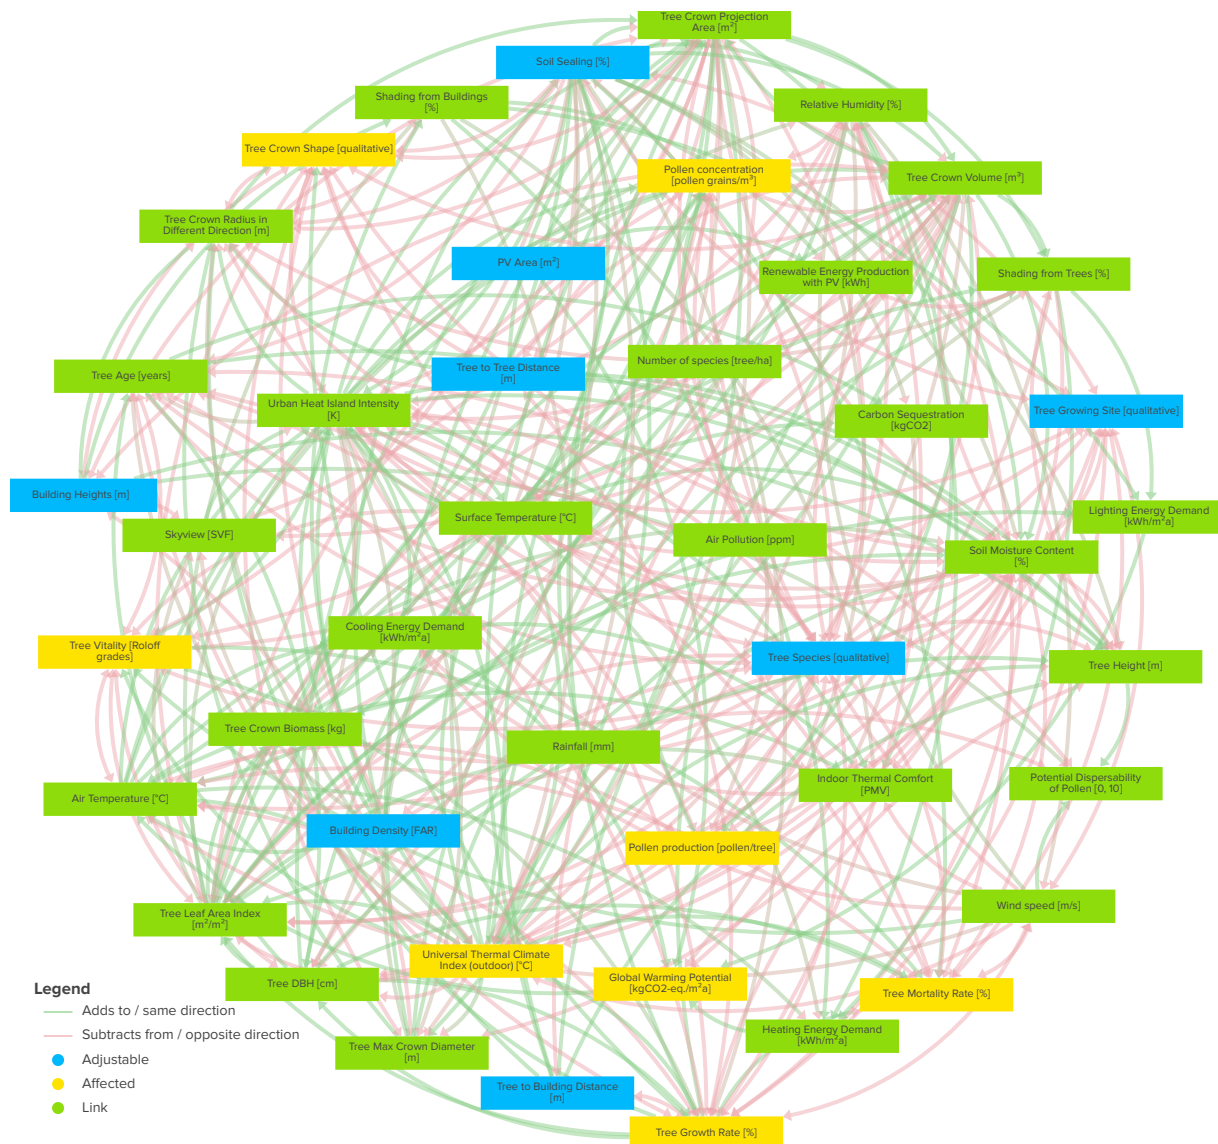 Tree Crown Projection
Area [m²]
Soil Sealing [%]
Shading from Buildings
[%]
Relative Humidity [%]
Tree Crown Shape [qualitative]
Pollen concentration
[pollen grains/m³]
Tree Crown Volume [m³]
Tree Crown Radius in
Different Direction [m]
PV Area [m²]
Renewable Energy Production
with PV [kWh]
Shading from Trees [%]
Tree Age [years]
Tree to Tree Distance
[m]
Number of species [tree/ha]
Urban Heat Island Intensity
[K]
Carbon Sequestration
[kgCO2]
Tree Growing Site [qualitative]
Building Heights [m]
Skyview [SVF]
Surface Temperature [°C]
Air Pollution [ppm]
Lighting Energy Demand
[kWh/m²a]
Soil Moisture Content
[%]
Tree Vitality [Roloff
grades]
Cooling Energy Demand
[kWh/m²a]
Tree Species [qualitative]
Tree Height [m]
Tree Crown Biomass [kg]
Rainfall [mm]
Air Temperature [°C]
Indoor Thermal Comfort
[PMV]
Potential Dispersability
of Pollen [0, 10]
Building Density [FAR]
Pollen production [pollen/tree]
Tree Leaf Area Index
[m²/m²]
Wind speed [m/s]
Universal Thermal Climate
Index (outdoor) [°C]
Tree DBH [cm]
Global Warming Potential
[kgCO2-eq./m²a]
Tree Mortality Rate [%]
Heating Energy Demand
[kWh/m²a]
Tree Max Crown Diameter
[m]
Tree to Building Distance
[m]
Tree Growth Rate [%]
Legend
Adds to / same direction
Subtracts from / opposite direction
Adjustable
Affected
Link